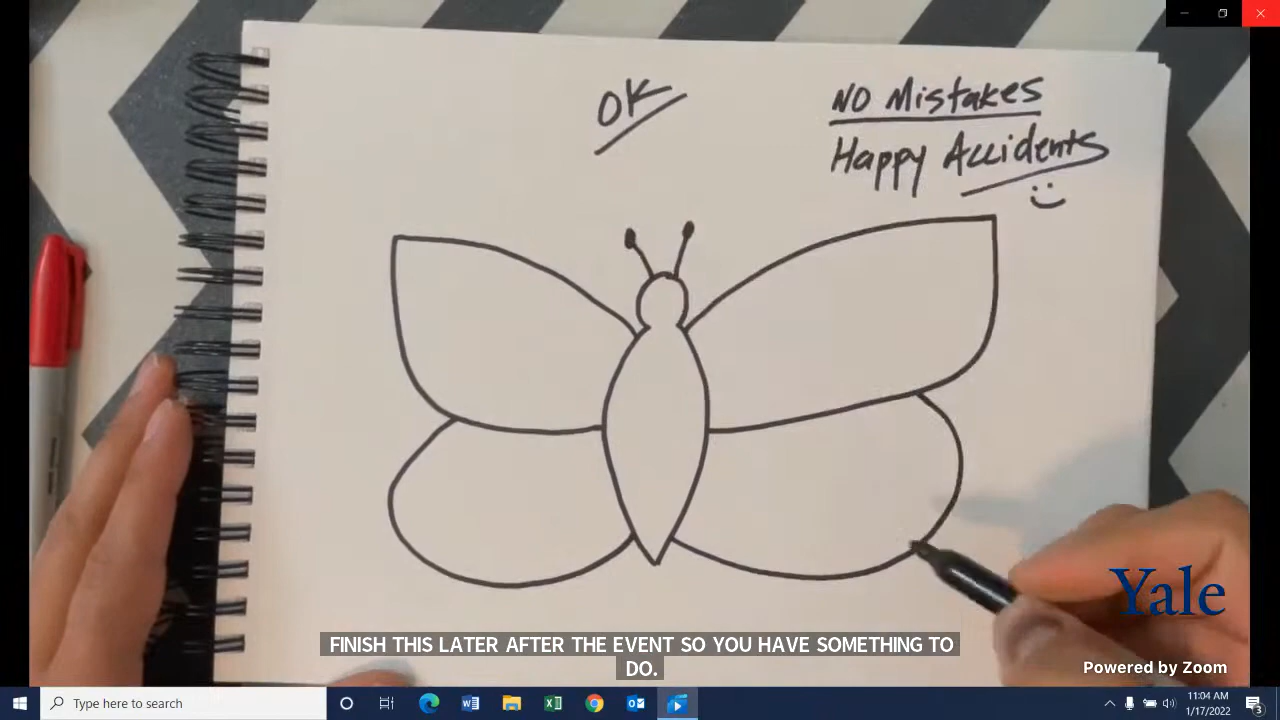 OK
NO Mistakes
Happy Accidents
Yale
FINISH THIS LATER AFTER THE EVENT SO YOU HAVE SOMETHING TO
DO.
Powered by Zoom
Type here to search
11:04 AM
1/17/2022
3